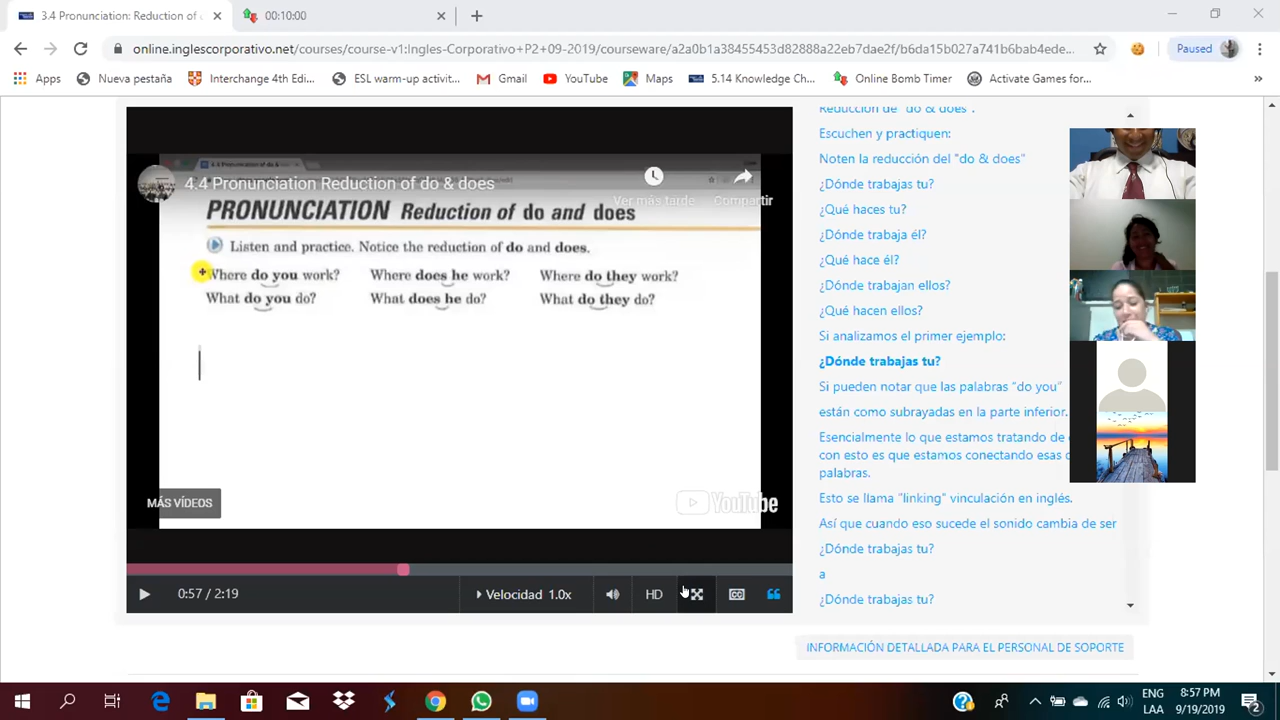 3.4 Pronunciation: Reduction of
00:10:00
online.inglescorporativo.net/courses/course-v1:Ingles-Corporativo+P2+09-2019/courseware/a2a0b1a38455453d82888a22eb7dae2f/b6da15b027a741b6bab4ede...
Paused
Apps
Nueva pestaña
Interchange 4th Edi...
ESL warm-up activit...
Gmail
YouTube
Maps
5.14 Knowledge Ch...
Online Bomb Timer
Activate Games for...
»
4.4 Pronunciation Reduction of do & does
Ver más tarde
Compartir
PRONUNCIATION Reduction of do and does
Listen and practice. Notice the reduction of do and does.
Where do you work? Where does he work? Where do they work?
What do you do? What does he do? What do they do?
MÁS VÍDEOS
YouTube
0:57 / 2:19
Velocidad 1.0x
HD
CC
Reducción de "do & does".
Escuchen y practiquen:
Noten la reducción del "do & does"
¿Dónde trabajas tu?
¿Qué haces tu?
¿Dónde trabaja él?
¿Qué hace él?
¿Dónde trabajan ellos?
¿Qué hacen ellos?
Si analizamos el primer ejemplo:
¿Dónde trabajas tu?
Si pueden notar que las palabras "do you"
están como subrayadas en la parte inferior.
Esencialmente lo que estamos tratando de
con esto es que estamos conectando esas
palabras.
Esto se llama "linking" vinculación en inglés.
Así que cuando eso sucede el sonido cambia de ser
¿Dónde trabajas tu?
a
¿Dónde trabajas tu?
INFORMACIÓN DETALLADA PARA EL PERSONAL DE SOPORTE
ENG
LAA
8:57 PM
9/19/2019
2